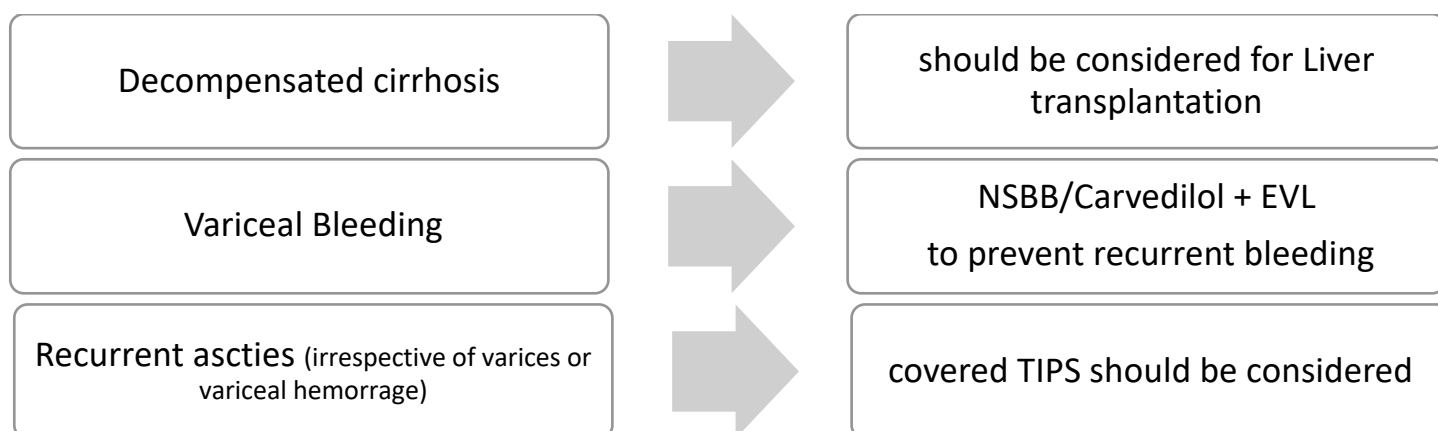 Decompensated cirrhosis
should be considered for Liver
transplantation
Variceal Bleeding
NSBB/Carvedilol + EVL
to prevent recurrent bleeding
Recurrent ascties (irrespective of varices or
variceal hemorrage)
covered TIPS should be considered